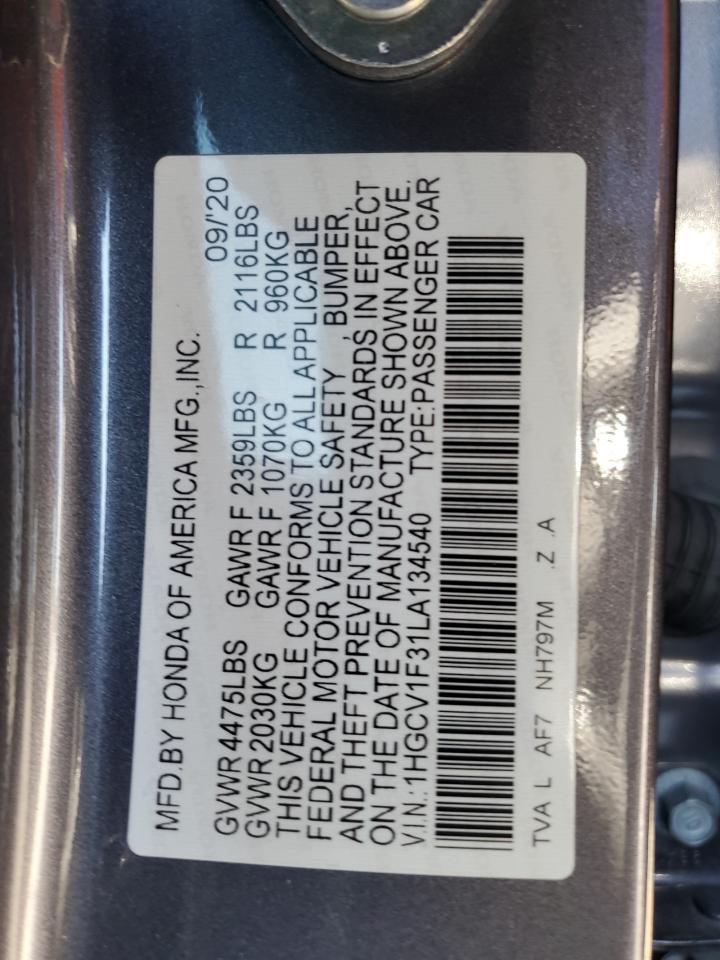 MFD.BY HONDA OF AMERICA MFG.,INC. 09/'20
GVWR 4475LBS GAWR F 2359LBS R 2116LBS
GVWR 2030KG GAWR F 1070KG R 960KG
THIS VEHICLE CONFORMS TO ALL APPLICABLE
FEDERAL MOTOR VEHICLE SAFETY , BUMPER,
AND THEFT PREVENTION STANDARDS IN EFFECT
ON THE DATE OF MANUFACTURE SHOWN ABOVE.
V.I.N.: 1HGCV1F31LA134540 TYPE:PASSENGER CAR
TVA L AF7 NH797M .Z .A